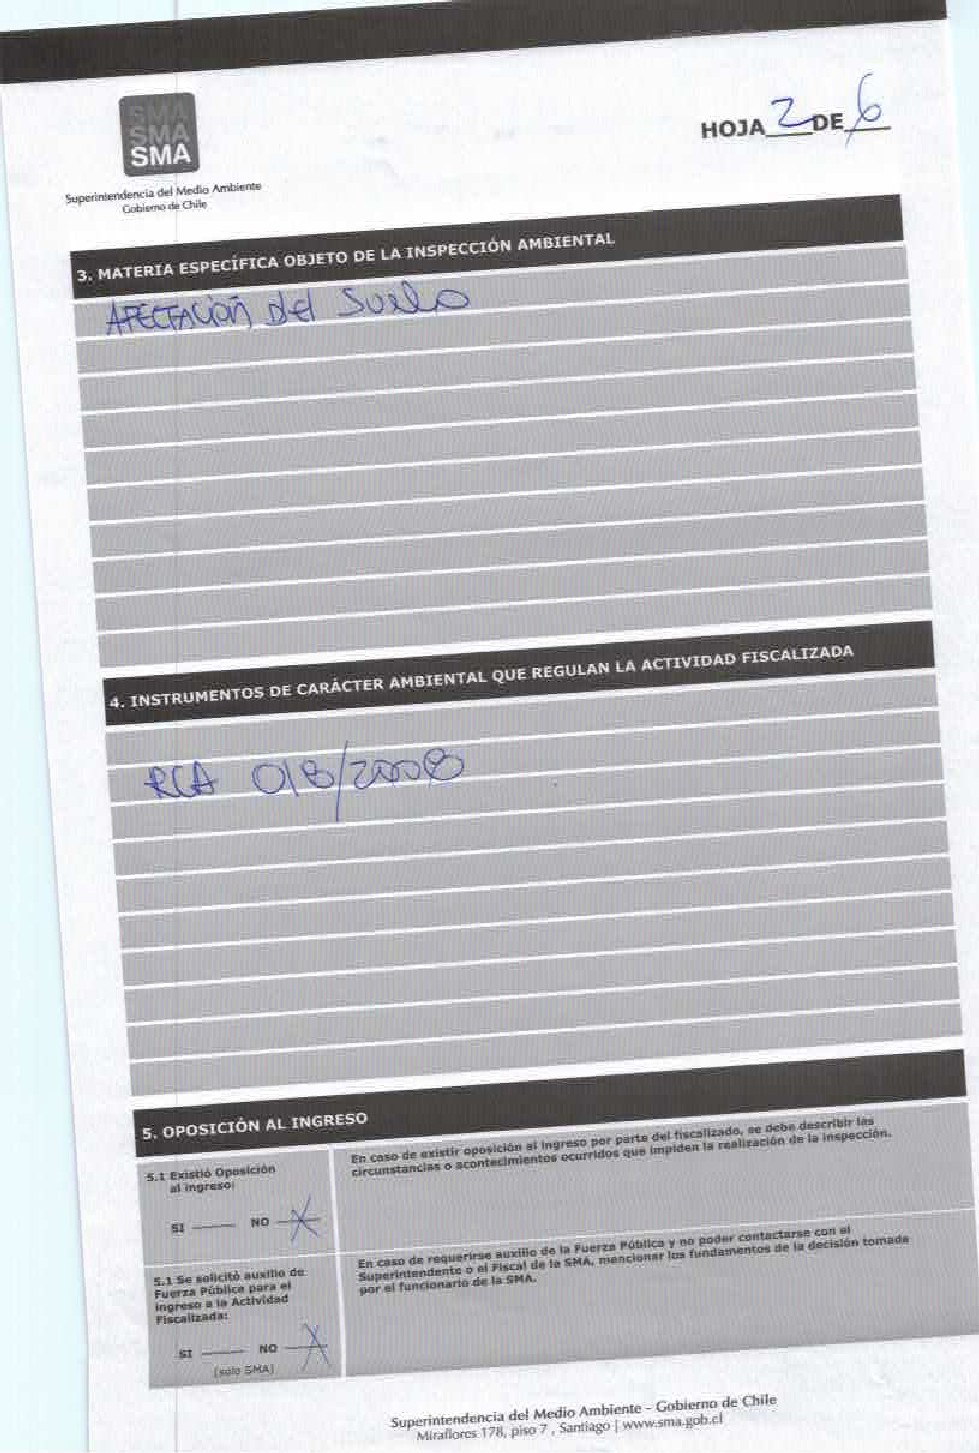 SMA
SMA
SMA
Superintendencia del Medio Ambiente
Gobierno de Chile
HOJA 2 DE 6
3. MATERIA ESPECÍFICA OBJETO DE LA INSPECCIÓN AMBIENTAL
AFECTACIÓN del Suelo
4. INSTRUMENTOS DE CARÁCTER AMBIENTAL QUE REGULAN LA ACTIVIDAD FISCALIZADA
RCA 018/2008
5. OPOSICIÓN AL INGRESO
5.1 Existió Oposición
al ingreso:
SI ____ NO X
En caso de existir oposición al ingreso por parte del fiscalizado, se debe describir las
circunstancias o acontecimientos ocurridos que impiden la realización de la inspección.
5.1 Se solicitó auxilio de
Fuerza Pública para el
ingreso a la Actividad
Fiscalizada:
SI ____ NO X
(sólo SMA)
En caso de requerirse auxilio de la Fuerza Pública y no poder contactarse con el
Superintendente o el Fiscal de la SMA, mencionar los fundamentos de la decisión tomada
por el funcionario de la SMA.
Superintendencia del Medio Ambiente - Gobierno de Chile
Miraflores 178, piso 7, Santiago | www.sma.gob.cl